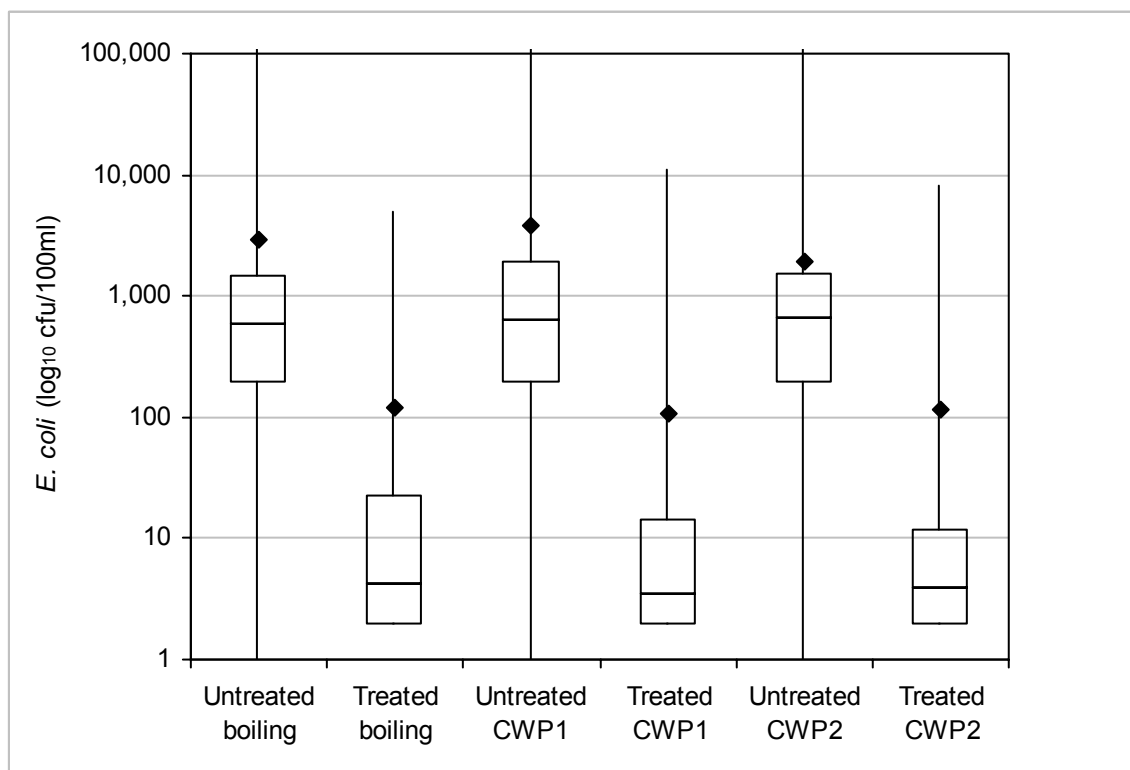 100,000
10,000
1,000
100
10
1
E. coli (log₁₀ cfu/100ml)
Untreated boiling
Treated boiling
Untreated CWP1
Treated CWP1
Untreated CWP2
Treated CWP2